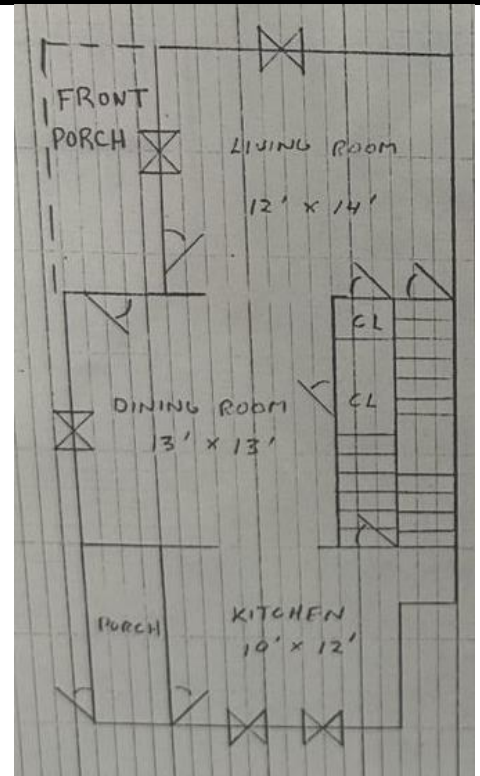 FRONT
PORCH
LIVING ROOM
12' x 14'
CL
CL
DINING ROOM
13' x 13'
PORCH
KITCHEN
10' x 12'